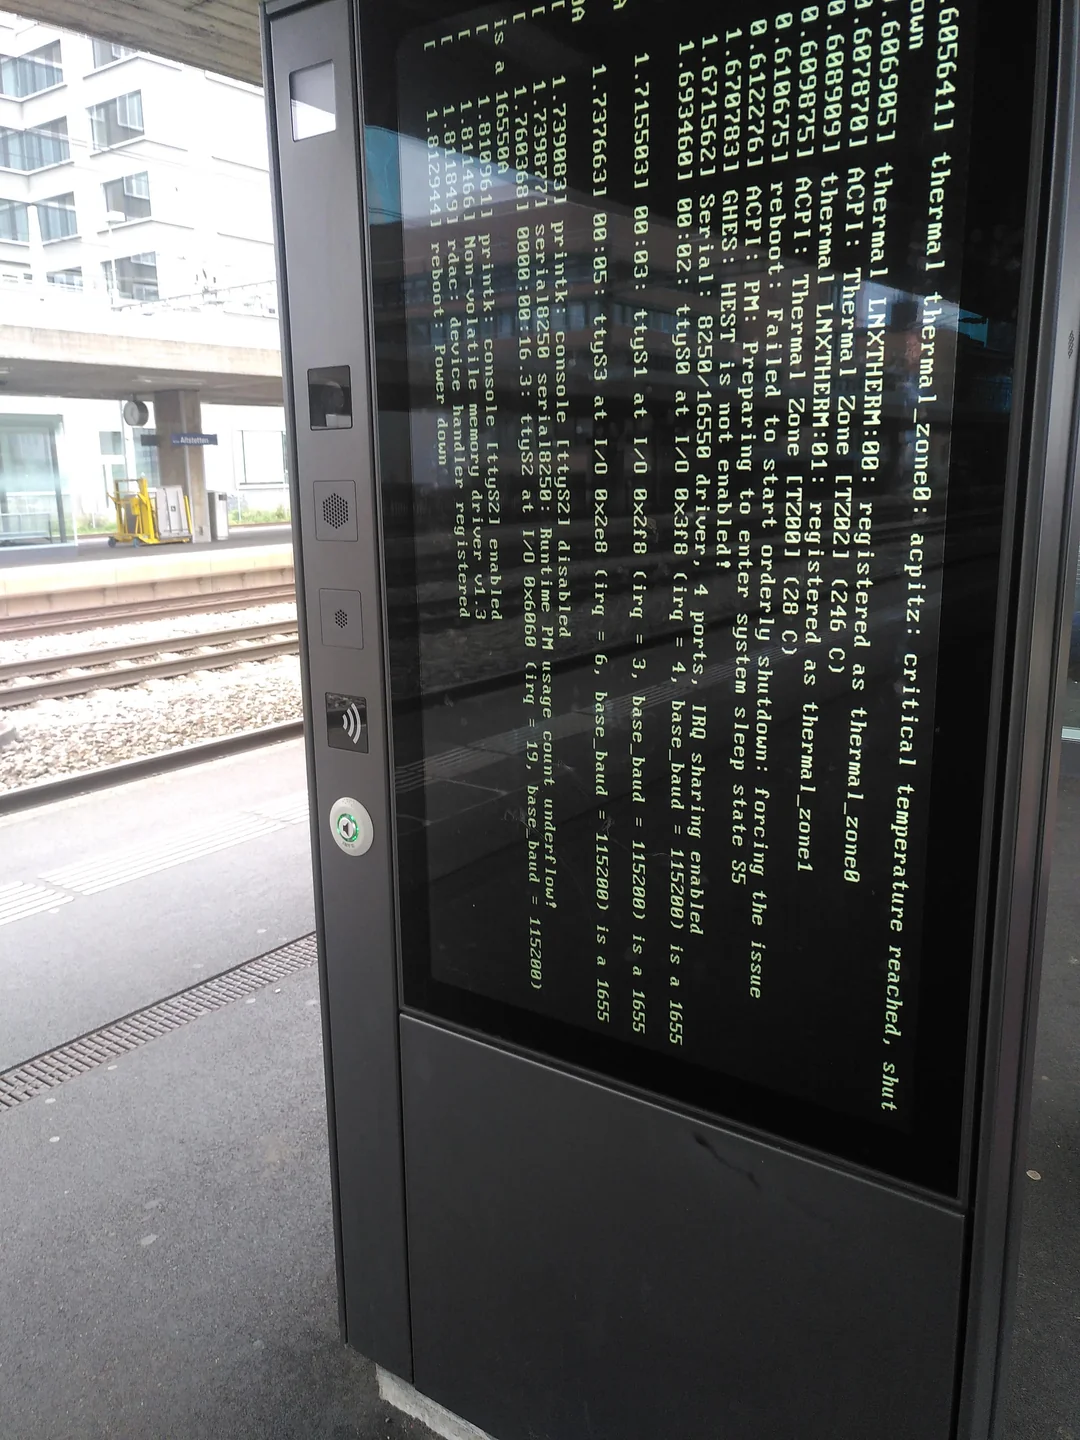 .605641] thermal thermal_zone0: acpitz: critical temperature reached, shut
own
.606905] thermal LNXTHERM:00: registered as thermal_zone0
0.607870] ACPI: Thermal Zone [TZ02] (246 C)
0.608909] thermal LNXTHERM:01: registered as thermal_zone1
0.609875] ACPI: Thermal Zone [TZ00] (28 C)
0.610675] reboot: Failed to start orderly shutdown: forcing the issue
0.612276] ACPI: PM: Preparing to enter system sleep state S5
1.670783] GHES: HEST is not enabled!
1.671562] Serial: 8250/16550 driver, 4 ports, IRQ sharing enabled
1.693460] 00:02: ttyS0 at I/O 0x3f8 (irq = 4, base_baud = 115200) is a 1655
A
1.715503] 00:03: ttyS1 at I/O 0x2f8 (irq = 3, base_baud = 115200) is a 1655
1.737663] 00:05: ttyS3 at I/O 0x2e8 (irq = 6, base_baud = 115200) is a 1655
0A
[ 1.739083] printk: console [ttyS2] disabled
[ 1.739877] serial8250 serial8250: Runtime PM usage count underflow!
[ 1.760368] 0000:00:16.3: ttyS2 at I/O 0x6060 (irq = 19, base_baud = 115200)
is a 16550A
[ 1.810961] printk: console [ttyS2] enabled
[ 1.811466] Non-volatile memory driver v1.3
[ 1.811849] rdac: device handler registered
[ 1.812944] reboot: Power down
Altstetten